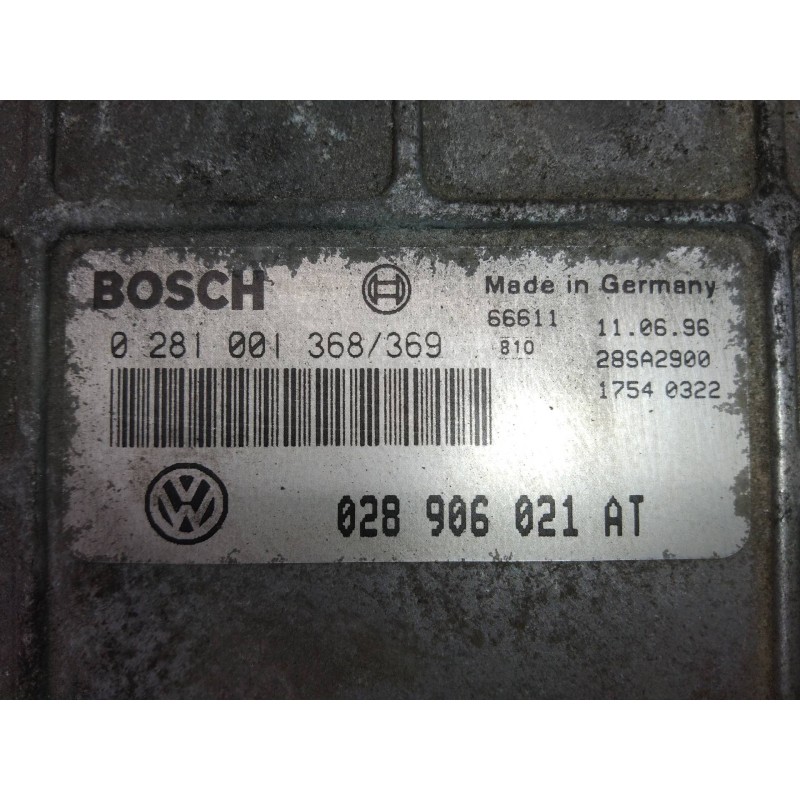 BOSCH
Made in Germany
0 281 001 368/369
66611
810
11.06.96
28SA2900
1754 0322
VW
028 906 021 AT